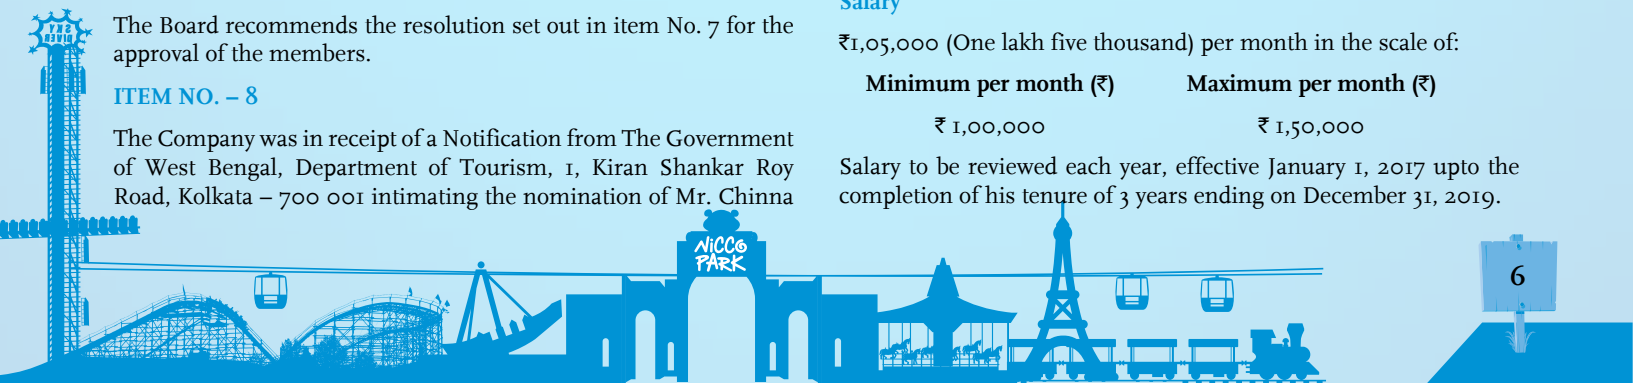 The Board recommends the resolution set out in item No. 7 for the
approval of the members.
ITEM NO. – 8
The Company was in receipt of a Notification from The Government
of West Bengal, Department of Tourism, 1, Kiran Shankar Roy
Road, Kolkata – 700 001 intimating the nomination of Mr. Chinna
Salary
₹1,05,000 (One lakh five thousand) per month in the scale of:
Minimum per month (₹) Maximum per month (₹)
₹ 1,00,000 ₹ 1,50,000
Salary to be reviewed each year, effective January 1, 2017 upto the
completion of his tenure of 3 years ending on December 31, 2019.
SKY
DIVER
NICCO
PARK
6